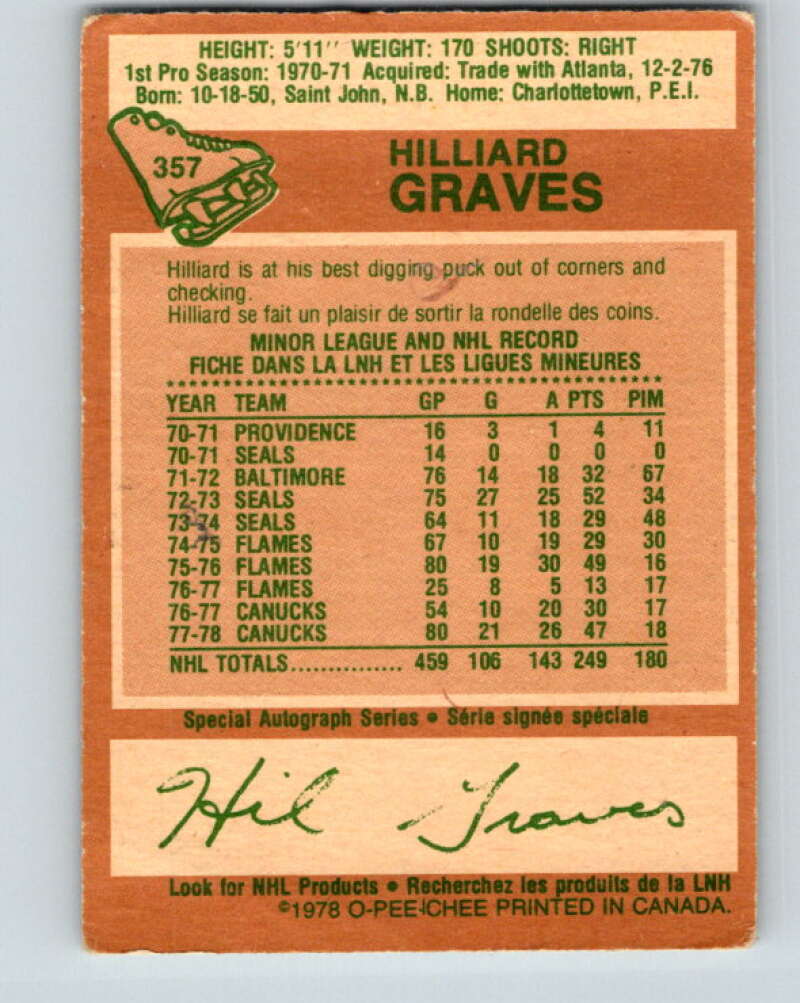 HEIGHT: 5'11" WEIGHT: 170 SHOOTS: RIGHT
1st Pro Season: 1970-71 Acquired: Trade with Atlanta, 12-2-76
Born: 10-18-50, Saint John, N.B. Home: Charlottetown, P.E.I.
357
HILLIARD
GRAVES
Hilliard is at his best digging puck out of corners and
checking.
Hilliard se fait un plaisir de sortir la rondelle des coins.
MINOR LEAGUE AND NHL RECORD
FICHE DANS LA LNH ET LES LIGUES MINEURES
YEAR TEAM GP G A PTS PIM
70-71 PROVIDENCE 16 3 1 4 11
70-71 SEALS 14 0 0 0 0
71-72 BALTIMORE 76 14 18 32 67
72-73 SEALS 75 27 25 52 34
73-74 SEALS 64 11 18 29 48
74-75 FLAMES 67 10 19 29 30
75-76 FLAMES 80 19 30 49 16
76-77 FLAMES 25 8 5 13 17
76-77 CANUCKS 54 10 20 30 17
77-78 CANUCKS 80 21 26 47 18
NHL TOTALS............... 459 106 143 249 180
Special Autograph Series • Série signée spéciale
Hil Graves
Look for NHL Products • Recherchez les produits de la LNH
©1978 O-PEE-CHEE PRINTED IN CANADA.